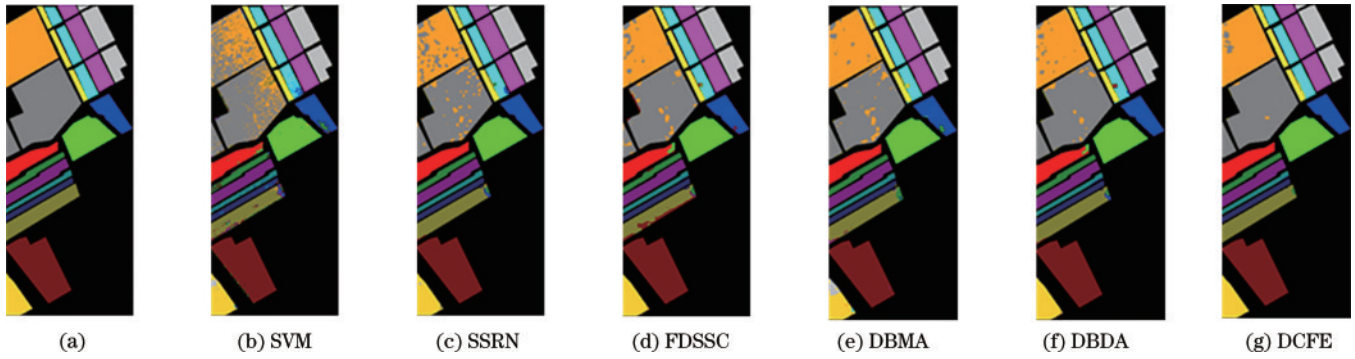 (a)
(b) SVM
(c) SSRN
(d) FDSSC
(e) DBMA
(f) DBDA
(g) DCFE